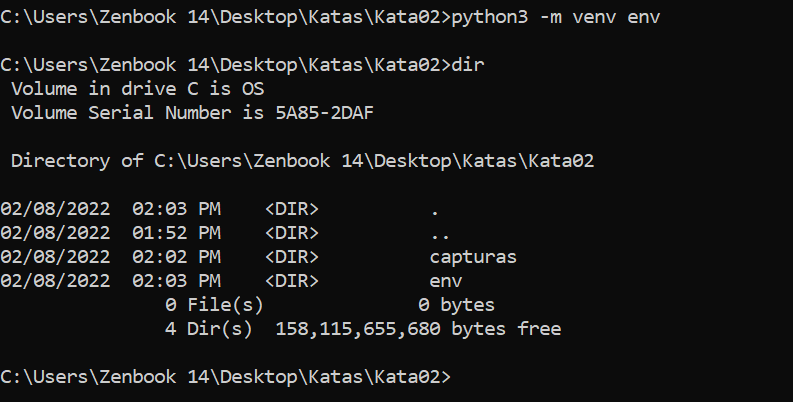 C:\Users\Zenbook 14\Desktop\Katas\Kata02>python3 -m venv env
C:\Users\Zenbook 14\Desktop\Katas\Kata02>dir
 Volume in drive C is OS
 Volume Serial Number is 5A85-2DAF
 Directory of C:\Users\Zenbook 14\Desktop\Katas\Kata02
02/08/2022  02:03 PM    <DIR>          .
02/08/2022  01:52 PM    <DIR>          ..
02/08/2022  02:02 PM    <DIR>          capturas
02/08/2022  02:03 PM    <DIR>          env
               0 File(s)              0 bytes
               4 Dir(s)  158,115,655,680 bytes free
C:\Users\Zenbook 14\Desktop\Katas\Kata02>